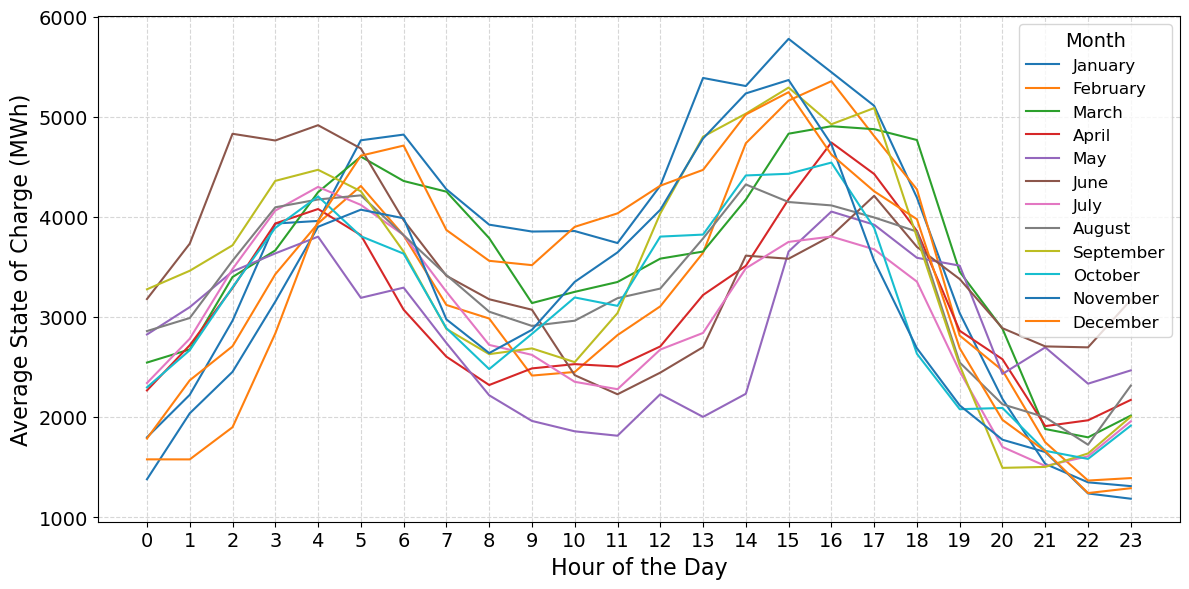 6000
5000
4000
3000
2000
1000
Average State of Charge (MWh)
0 1 2 3 4 5 6 7 8 9 10 11 12 13 14 15 16 17 18 19 20 21 22 23
Hour of the Day
Month
January
February
March
April
May
June
July
August
September
October
November
December